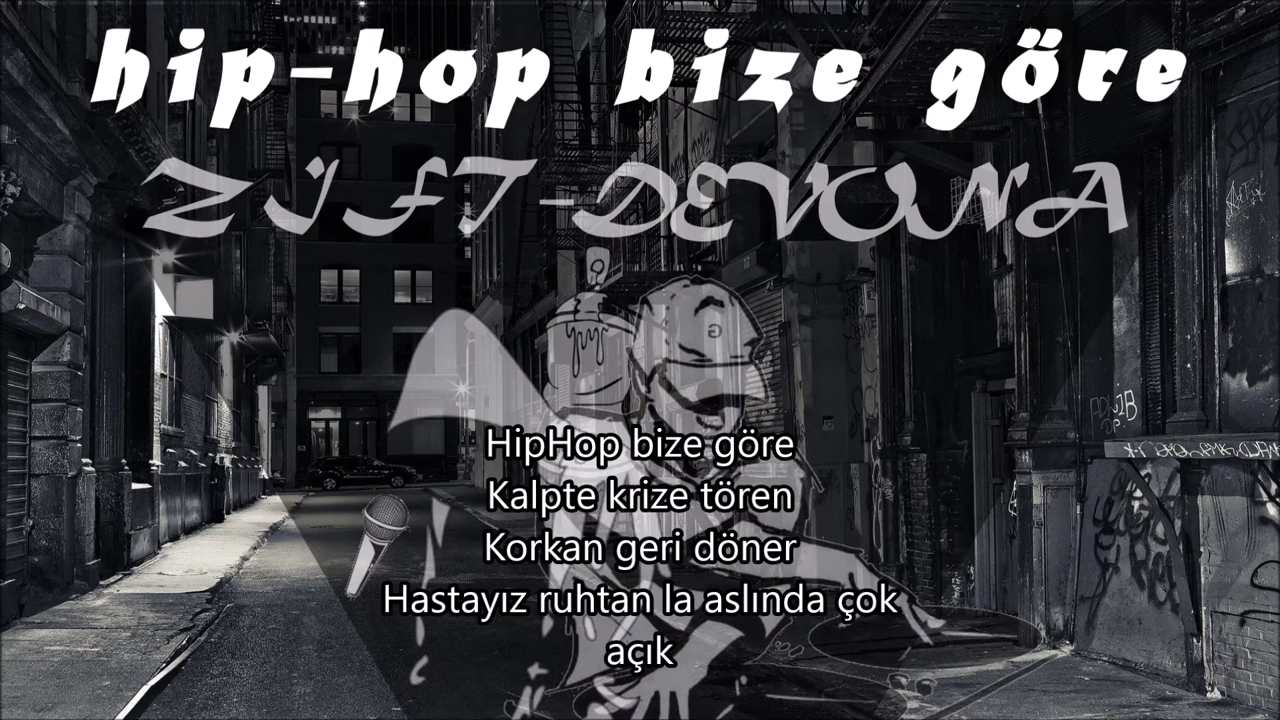 hip-hop bize göre
ZİFT-DEVONA
HipHop bize göre
Kalpte krize tören
Korkan geri döner
Hastayız ruhtan la aslında çok
açık